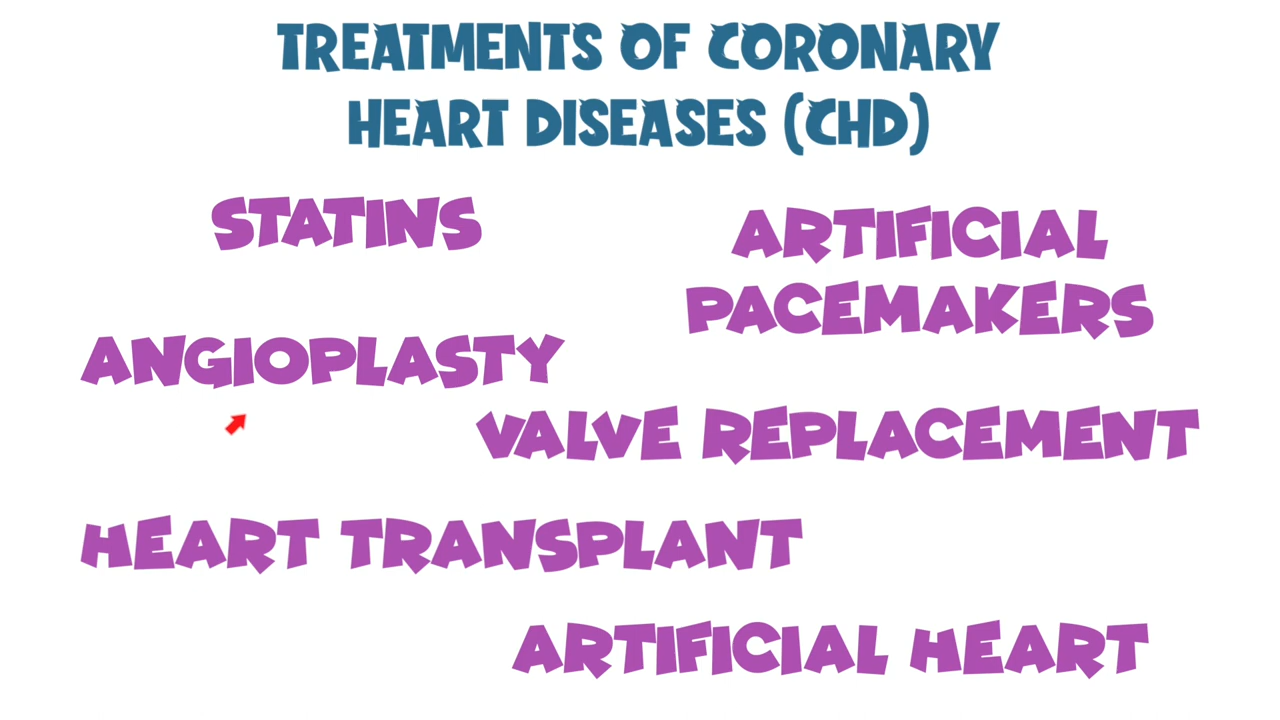 TREATMENTS OF CORONARY
HEART DISEASES (CHD)
STATINS
ARTIFICIAL
PACEMAKERS
ANGIOPLASTY
VALVE REPLACEMENT
HEART TRANSPLANT
ARTIFICIAL HEART